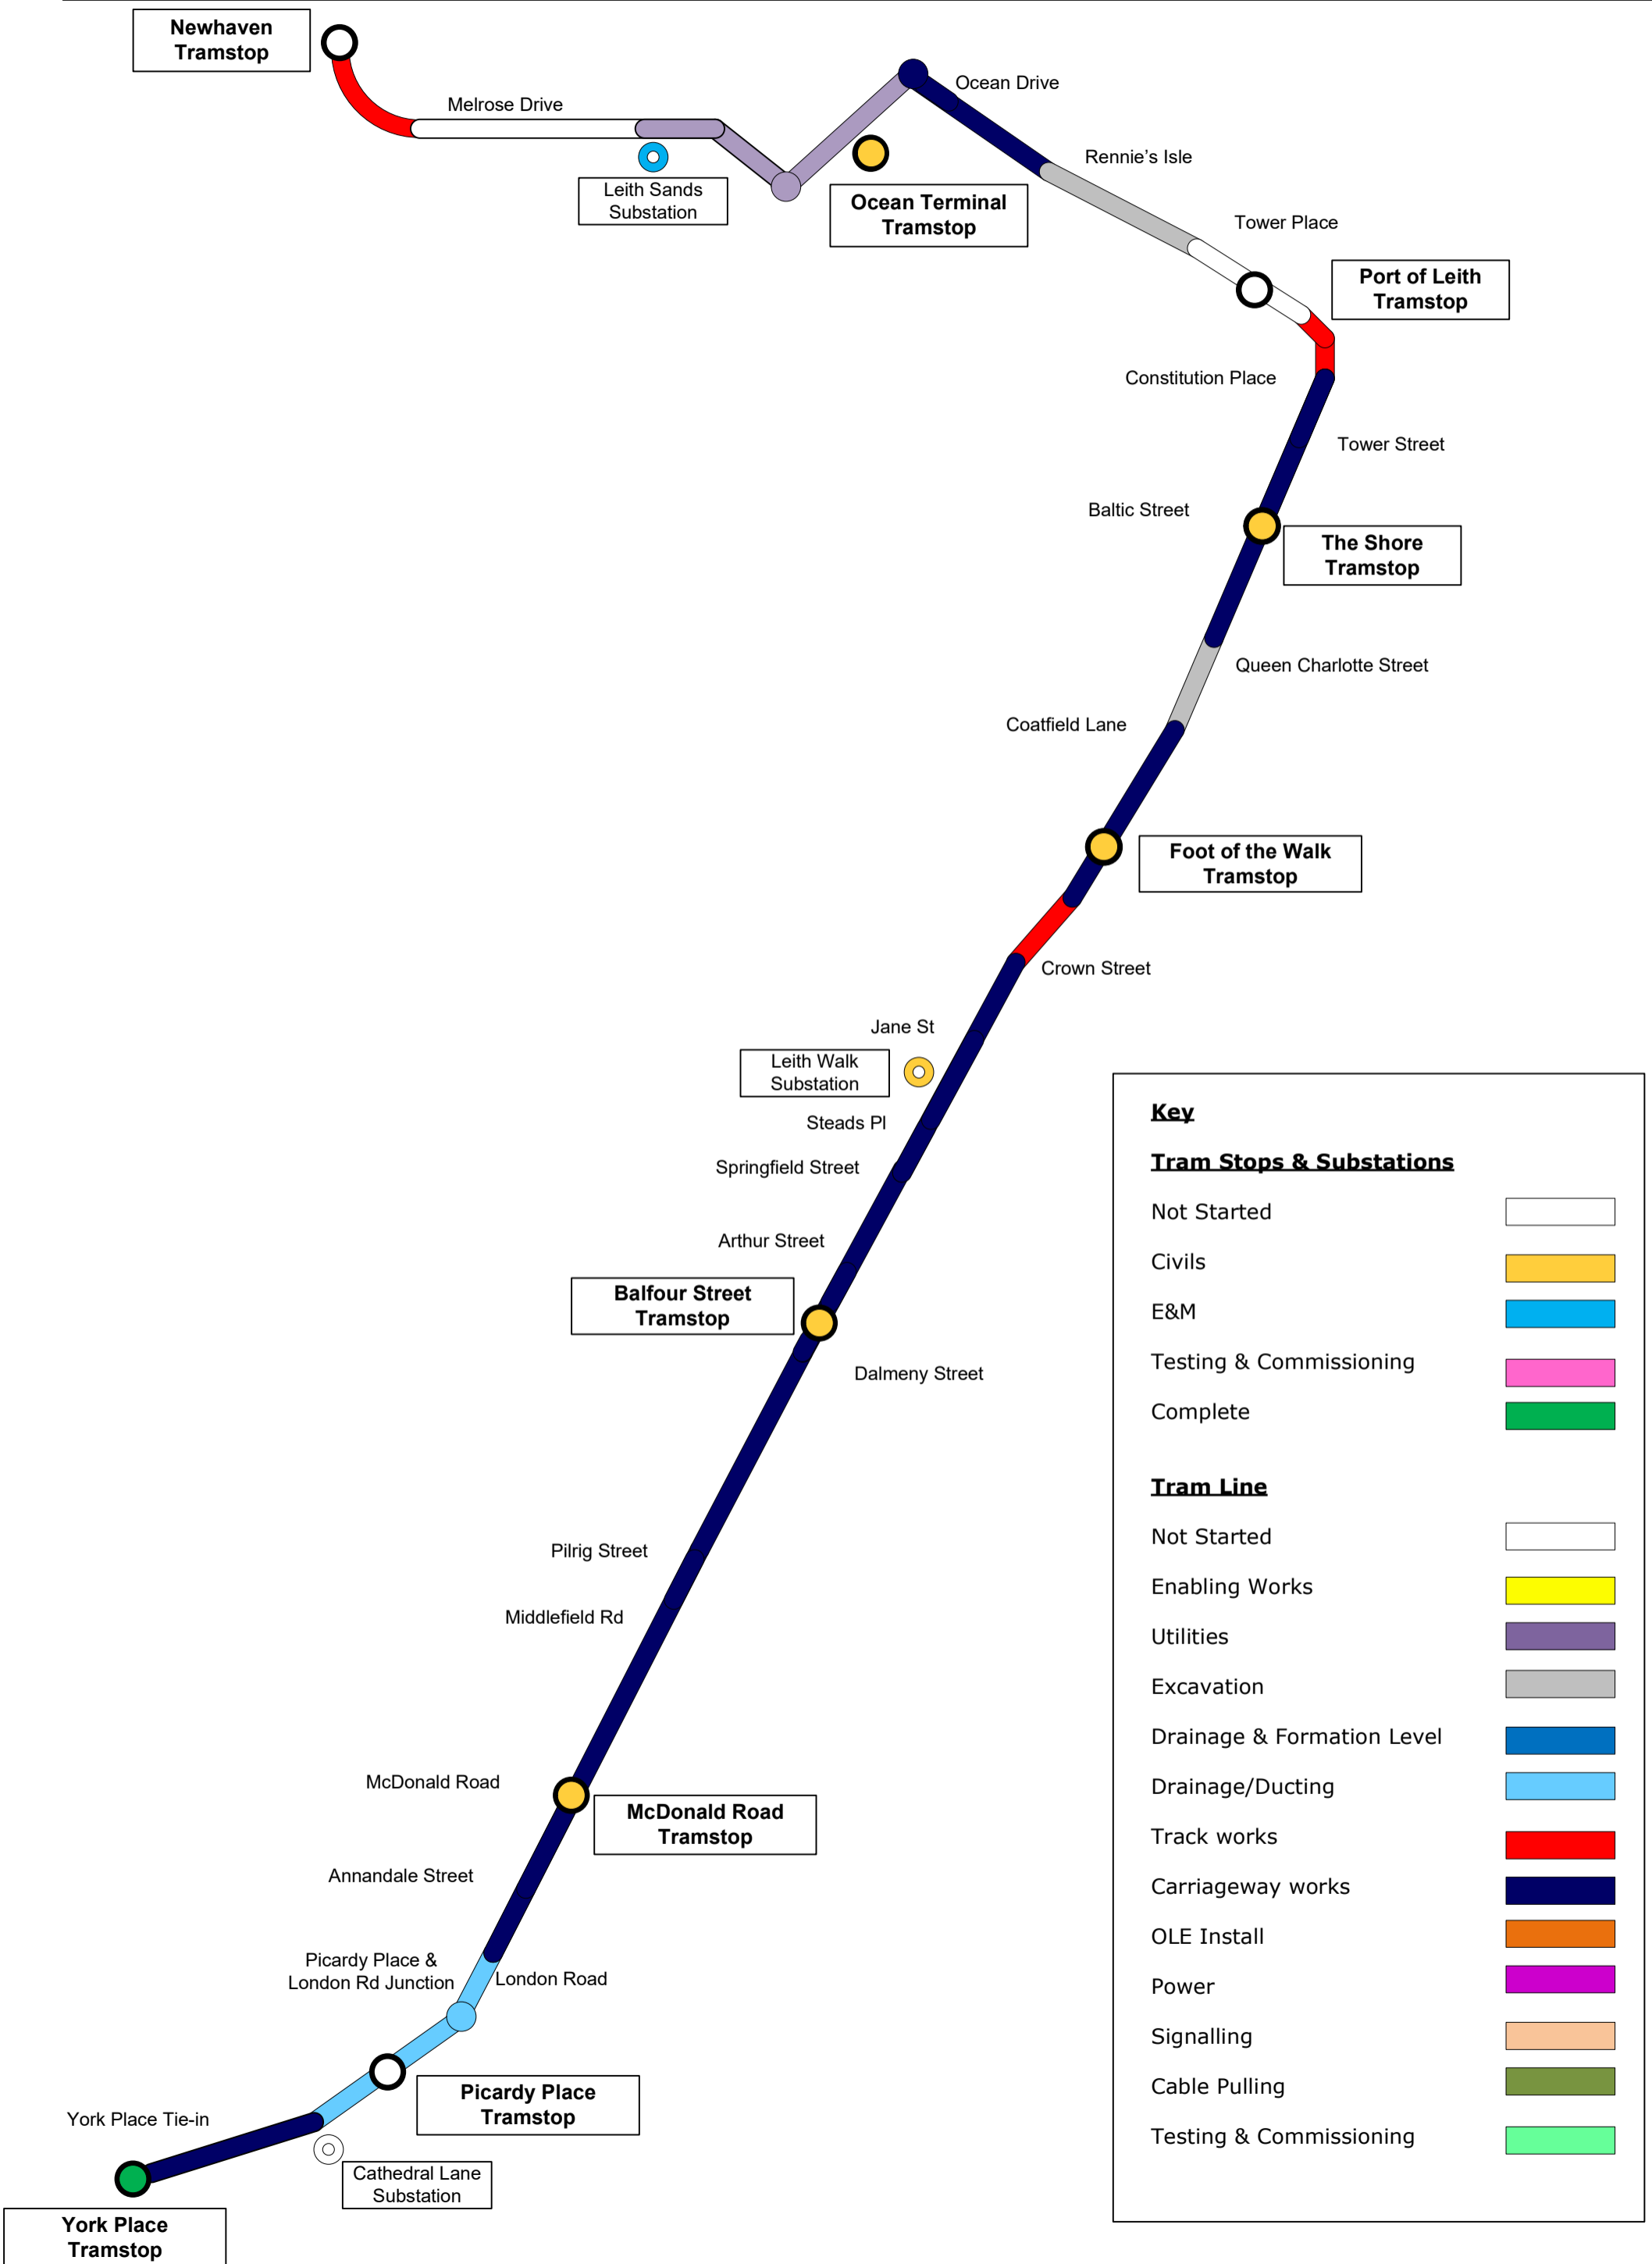 Newhaven
Tramstop
Melrose Drive
Ocean Drive
Leith Sands
Substation
Rennie's Isle
Ocean Terminal
Tramstop
Tower Place
Port of Leith
Tramstop
Constitution Place
Tower Street
Baltic Street
The Shore
Tramstop
Queen Charlotte Street
Coatfield Lane
Foot of the Walk
Tramstop
Crown Street
Jane St
Leith Walk
Substation
Steads Pl
Springfield Street
Arthur Street
Balfour Street
Tramstop
Dalmeny Street
Pilrig Street
Middlefield Rd
McDonald Road
McDonald Road
Tramstop
Annandale Street
Picardy Place &
London Rd Junction
London Road
Picardy Place
Tramstop
York Place Tie-in
Cathedral Lane
Substation
York Place
Tramstop
Key
Tram Stops & Substations
Not Started
Civils
E&M
Testing & Commissioning
Complete
Tram Line
Not Started
Enabling Works
Utilities
Excavation
Drainage & Formation Level
Drainage/Ducting
Track works
Carriageway works
OLE Install
Power
Signalling
Cable Pulling
Testing & Commissioning